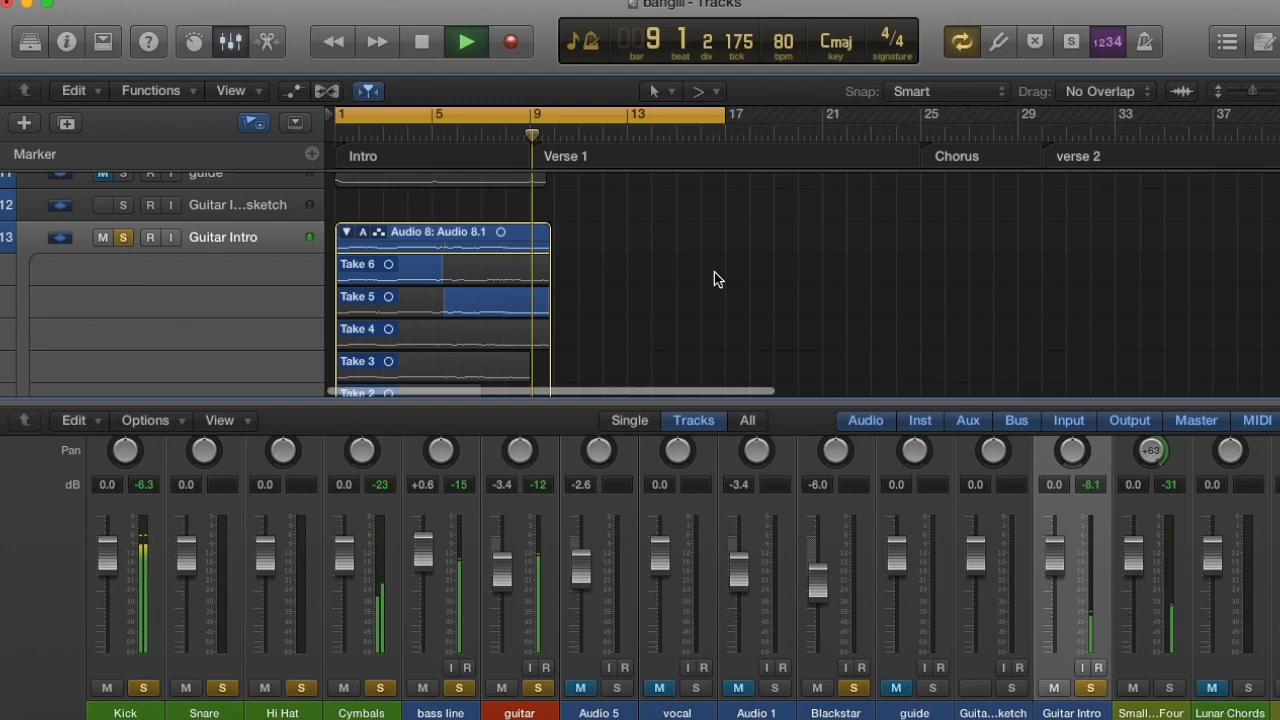 bangill - Tracks
009 1 2 175 80 Cmaj 4/4 1234
bar beat div tick bpm key signature
Edit Functions View Snap: Smart Drag: No Overlap
1 5 9 13 17 21 25 29 33 37
Marker Intro Verse 1 Chorus verse 2
11 M S R I guide
12 S R I Guitar I...sketch
13 M S R I Guitar Intro
A Audio 8: Audio 8.1
Take 6
Take 5
Take 4
Take 3
Take 2
Edit Options View Single Tracks All Audio Inst Aux Bus Input Output Master MIDI
Pan +63
dB 0.0 -6.3 0.0 0.0 0.0 -23 +0.6 -15 -3.4 -12 -2.6 0.0 -3.4 -6.0 0.0 0.0 0.0 -8.1 0.0 -31 0.0
I R I R I R I R I R I R I R I R I R
M S M S M S M S M S M S M S M S M S M S M S S M S M S M S
Kick Snare Hi Hat Cymbals bass line guitar Audio 5 vocal Audio 1 Blackstar guide Guita...ketch Guitar Intro Small...Four Lunar Chords